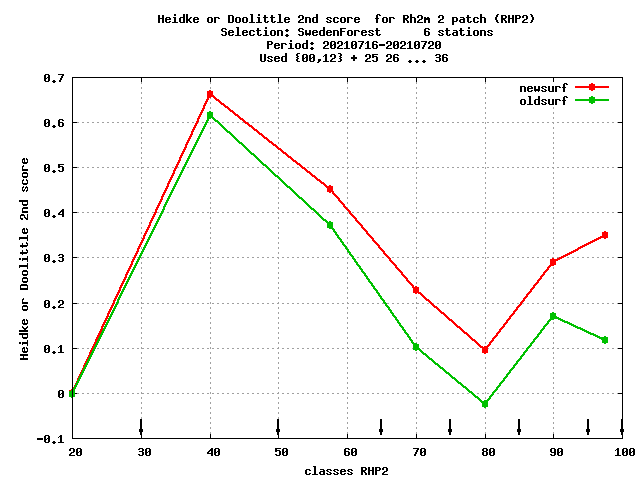 Heidke or Doolittle 2nd score  for Rh2m 2 patch (RHP2)
Selection: SwedenForest      6 stations
Period: 20210716-20210720
Used {00,12} + 25 26 ... 36
newsurf
oldsurf
Heidke or Doolittle 2nd score
0.7
0.6
0.5
0.4
0.3
0.2
0.1
0
-0.1
20 30 40 50 60 70 80 90 100
classes RHP2